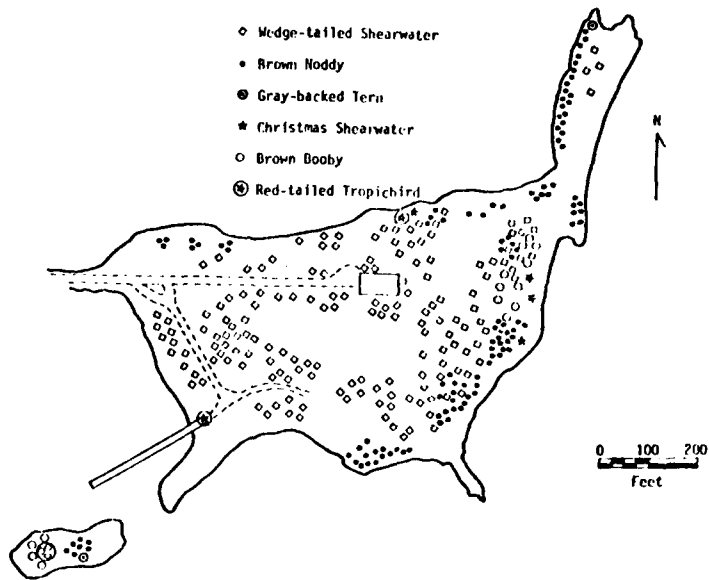 Wedge-tailed Shearwater
Brown Noddy
Gray-backed Tern
Christmas Shearwater
Brown Booby
Red-tailed Tropicbird
N
0 100 200
Feet